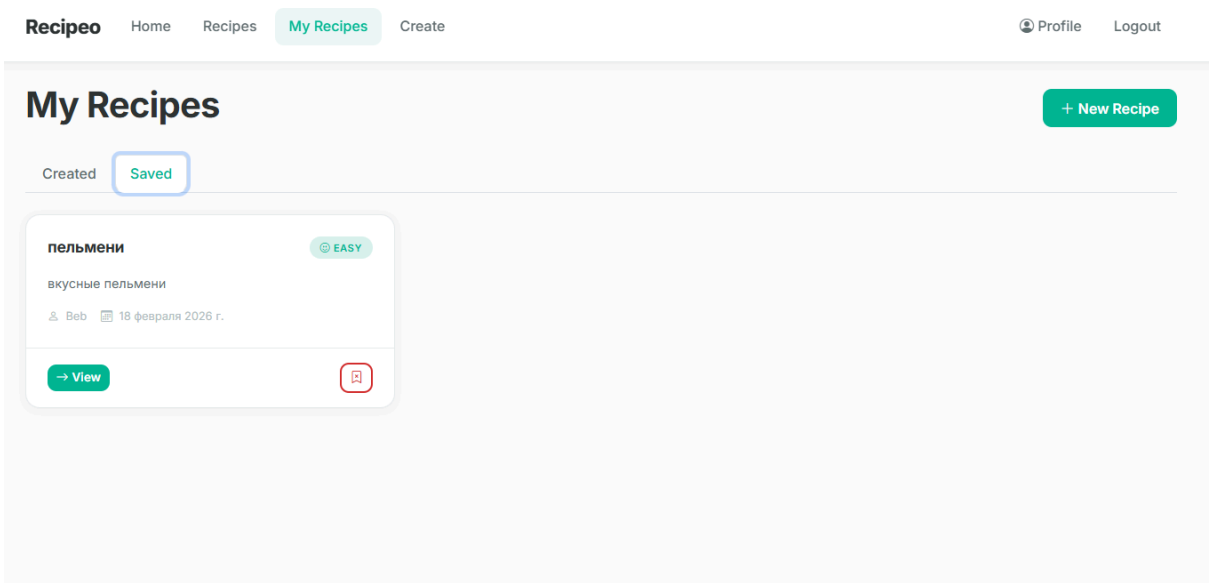 Recipeo Home Recipes My Recipes Create Profile Logout
My Recipes
+ New Recipe
Created Saved
пельмени
EASY
вкусные пельмени
Beb 18 февраля 2026 г.
→ View